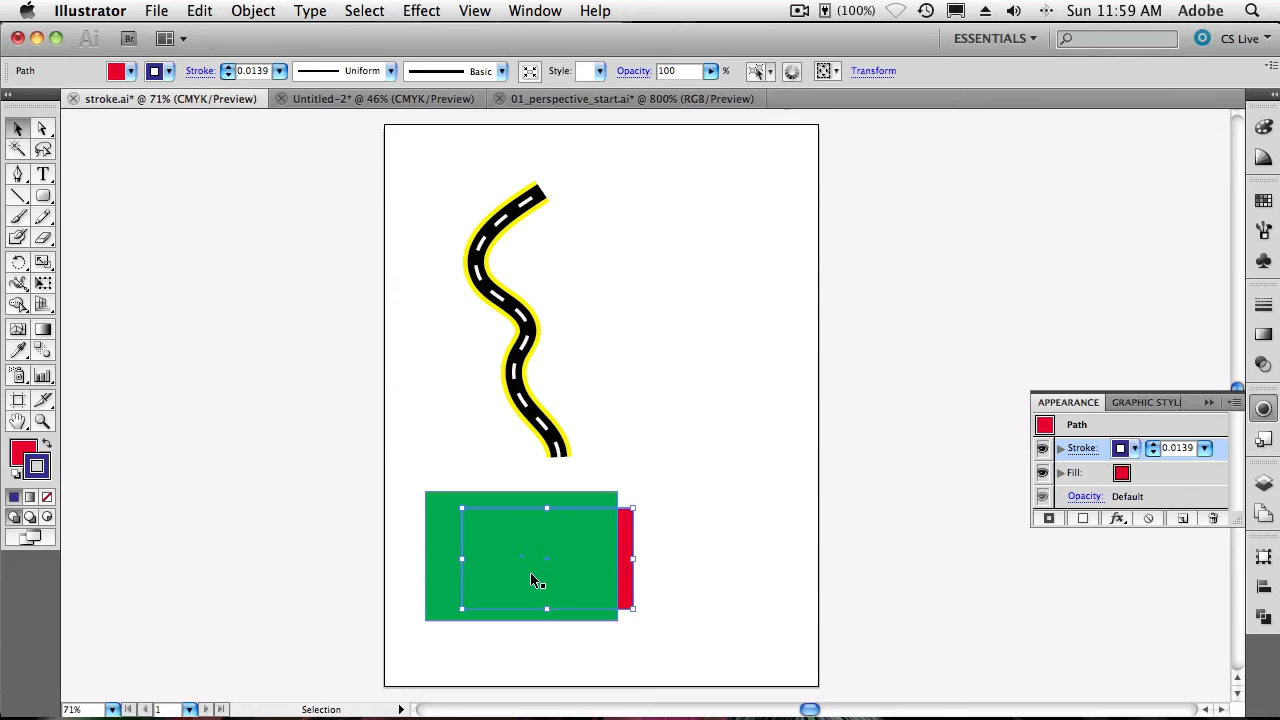 Illustrator File Edit Object Type Select Effect View Window Help (100%) Sun 11:59 AM Adobe
Ai Br ESSENTIALS CS Live
Path Stroke: 0.0139 Uniform Basic Style: Opacity: 100 % Transform
stroke.ai* @ 71% (CMYK/Preview) Untitled-2* @ 46% (CMYK/Preview) 01_perspective_start.ai* @ 800% (RGB/Preview)
T
APPEARANCE GRAPHIC STYL
Path
Stroke: 0.0139
Fill:
Opacity: Default
fx
71% 1 Selection